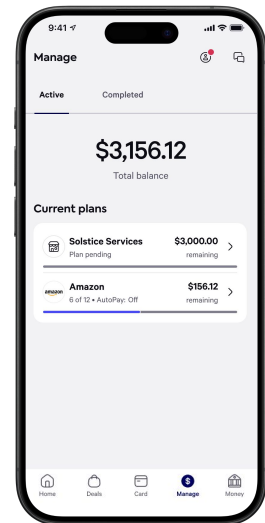 9:41
Manage
Active Completed
$3,156.12
Total balance
Current plans
Solstice Services $3,000.00
Plan pending remaining
amazon
Amazon $156.12
6 of 12 • AutoPay: Off remaining
Home Deals Card Manage Money